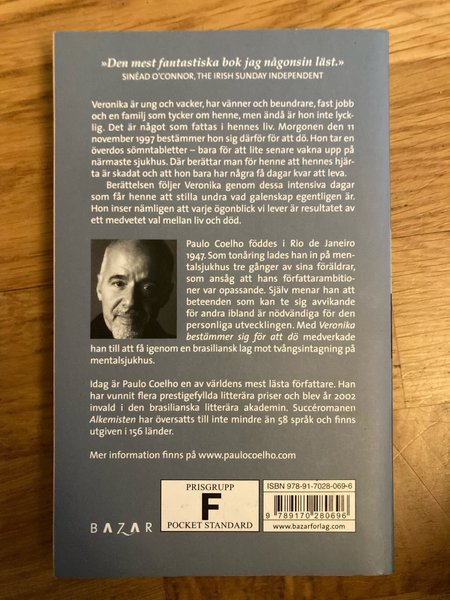 »Den mest fantastiska bok jag någonsin läst.«
SINÉAD O'CONNOR, THE IRISH SUNDAY INDEPENDENT
Veronika är ung och vacker, har vänner och beundrare, fast jobb
och en familj som tycker om henne, men ändå är hon inte lyck-
lig. Det är något som fattas i hennes liv. Morgonen den 11
november 1997 bestämmer hon sig därför för att dö. Hon tar en
överdos sömntabletter – bara för att lite senare vakna upp på
närmaste sjukhus. Där berättar man för henne att hennes hjär-
ta är skadat och att hon bara har några få dagar kvar att leva.
Berättelsen följer Veronika genom dessa intensiva dagar
som får henne att stilla undra vad galenskap egentligen är.
Hon inser nämligen att varje ögonblick vi lever är resultatet av
ett medvetet val mellan liv och död.
Paulo Coelho föddes i Rio de Janeiro
1947. Som tonåring lades han in på men-
talsjukhus tre gånger av sina föräldrar,
som ansåg att hans författarambitio-
ner var opassande. Själv menar han att
beteenden som kan te sig avvikande
för andra ibland är nödvändiga för den
personliga utvecklingen. Med Veronika
bestämmer sig för att dö medverkade
han till att få igenom en brasiliansk lag mot tvångsintagning på
mentalsjukhus.
Idag är Paulo Coelho en av världens mest lästa författare. Han
har vunnit flera prestigefyllda litterära priser och blev år 2002
invald i den brasilianska litterära akademin. Succéromanen
Alkemisten har översatts till inte mindre än 58 språk och finns
utgiven i 156 länder.
Mer information finns på www.paulocoelho.com
BAZAR
PRISGRUPP
F
POCKET STANDARD
ISBN 978-91-7028-069-6
9 789170 280696
www.bazarforlag.com